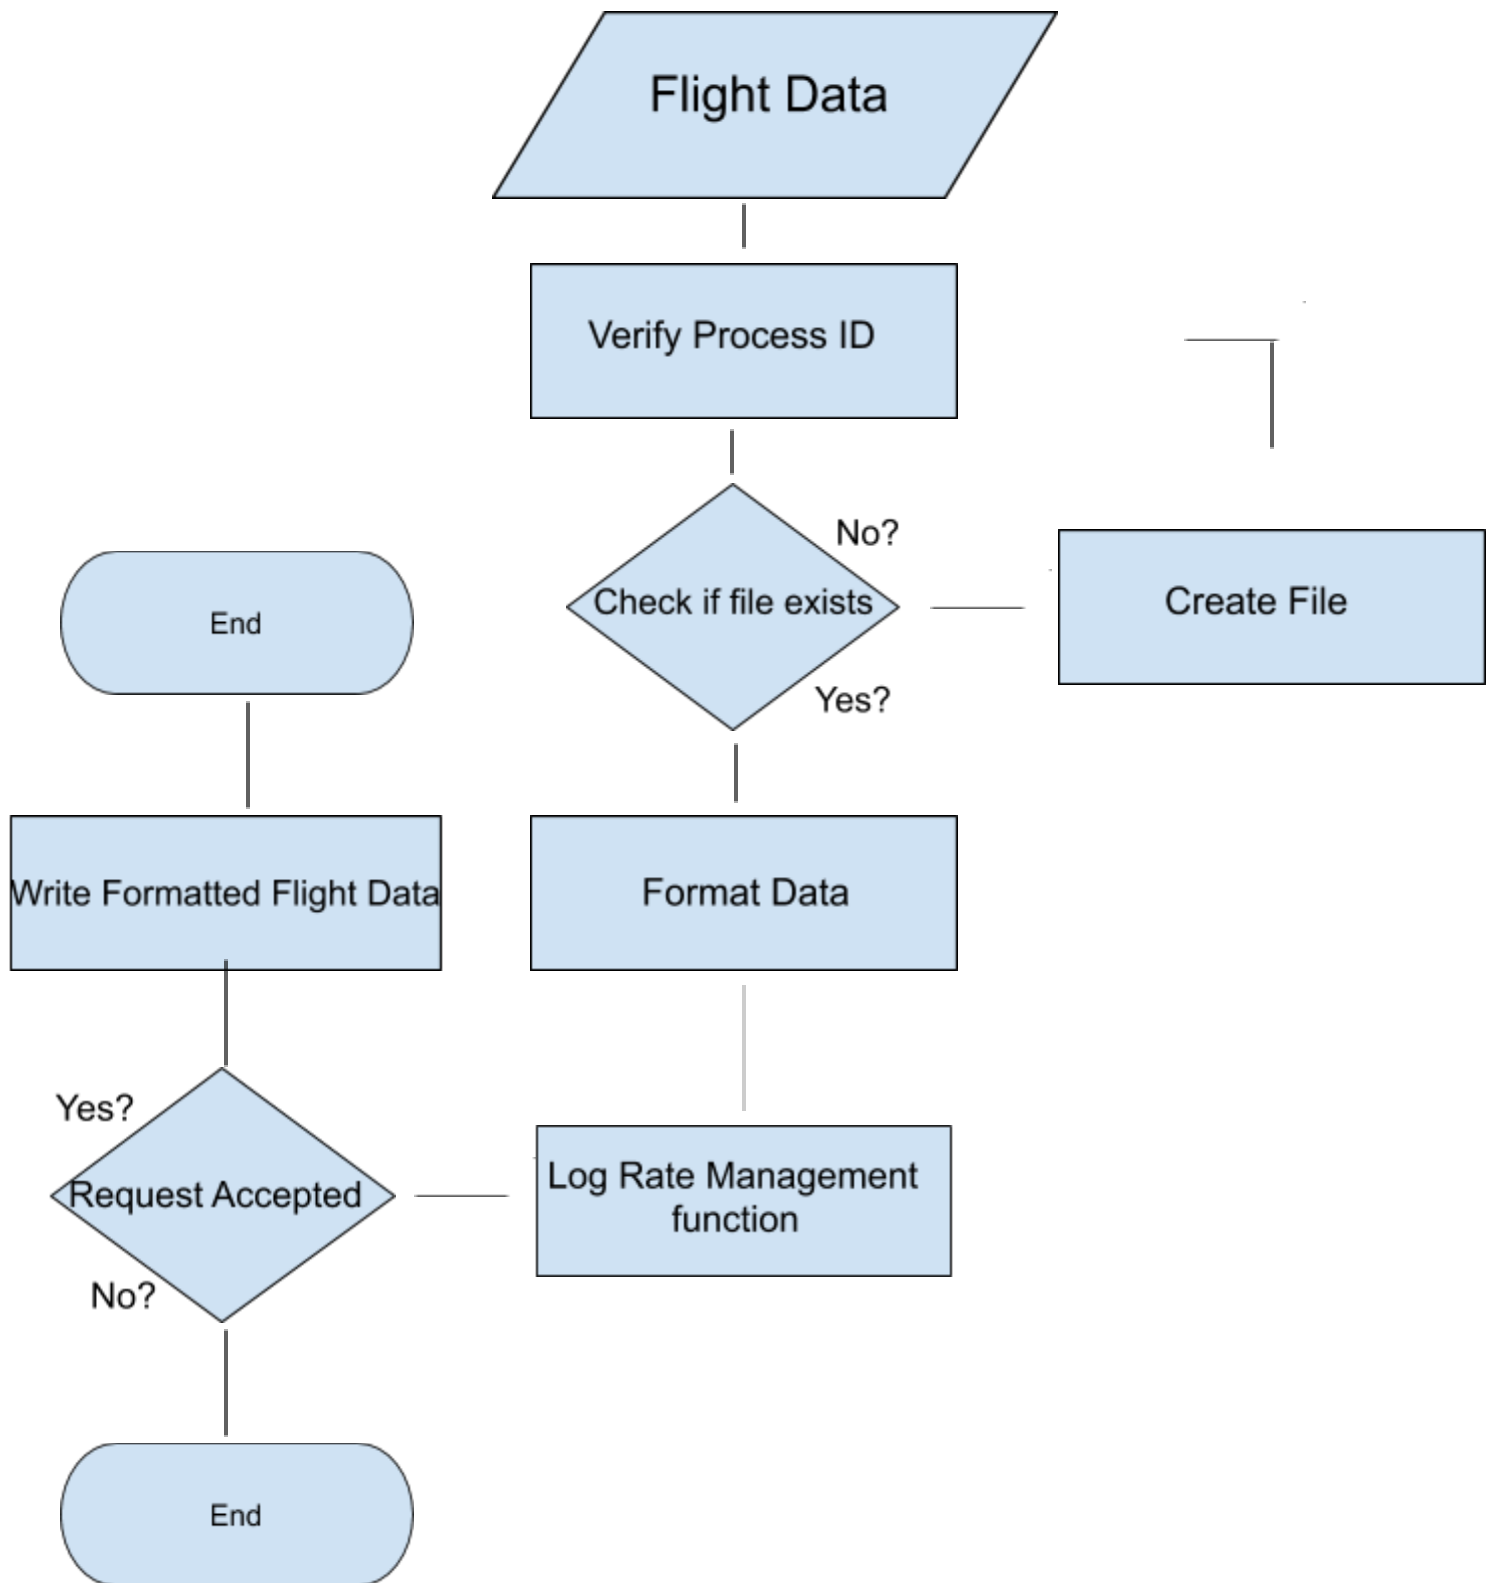 Flight Data
Verify Process ID
No?
Check if file exists
Create File
Yes?
End
Write Formatted Flight Data
Format Data
Yes?
Request Accepted
No?
Log Rate Management
function
End